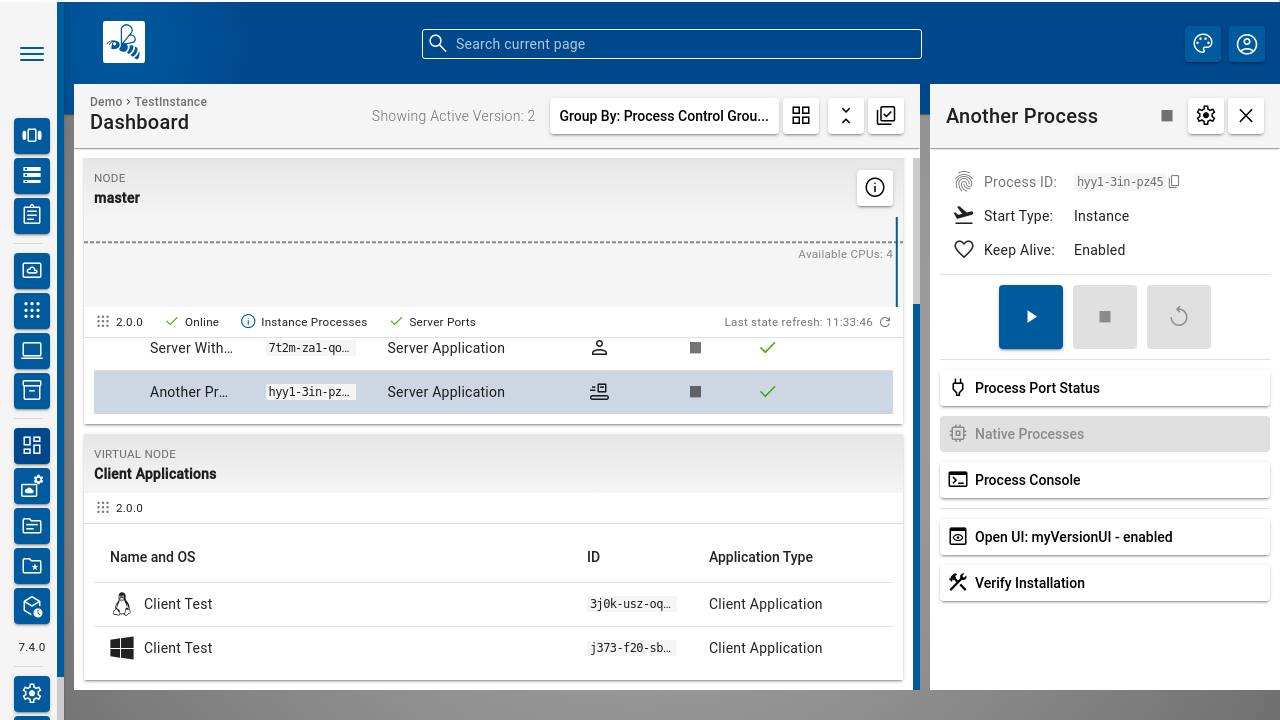 Search current page
Demo › TestInstance
Dashboard
Showing Active Version: 2
Group By: Process Control Grou...
NODE
master
Available CPUs: 4
2.0.0
Online
Instance Processes
Server Ports
Last state refresh: 11:33:46
Server With...
7t2m-za1-qo...
Server Application
Another Pr...
hyy1-3in-pz...
Server Application
VIRTUAL NODE
Client Applications
2.0.0
Name and OS
ID
Application Type
Client Test
3j0k-usz-oq...
Client Application
Client Test
j373-f20-sb...
Client Application
7.4.0
Another Process
Process ID:
hyy1-3in-pz45
Start Type:
Instance
Keep Alive:
Enabled
Process Port Status
Native Processes
Process Console
Open UI: myVersionUI - enabled
Verify Installation